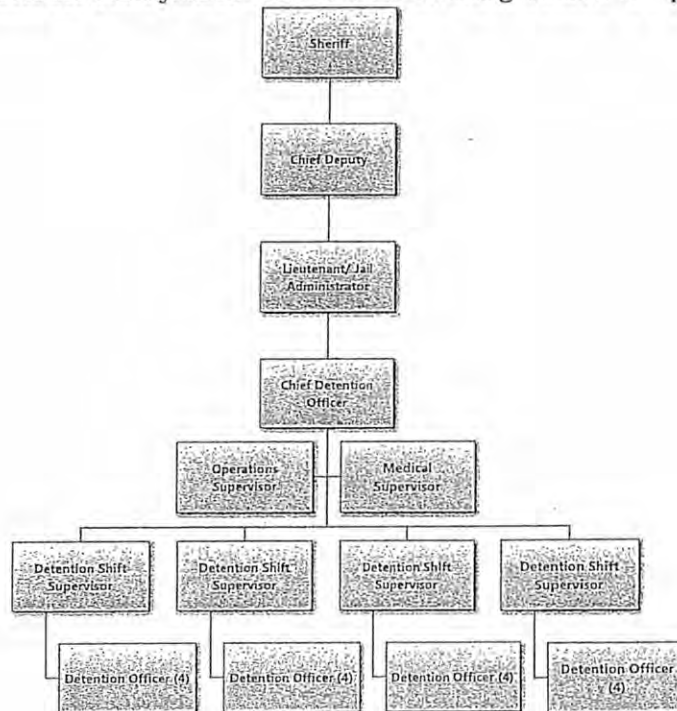 Sheriff
Chief Deputy
Lieutenant/Jail
Administrator
Chief Detention
Officer
Operations
Supervisor
Medical
Supervisor
Detention Shift
Supervisor
Detention Shift
Supervisor
Detention Shift
Supervisor
Detention Shift
Supervisor
Detention Officer (4)
Detention Officer (4)
Detention Officer (4)
Detention Officer
(4)